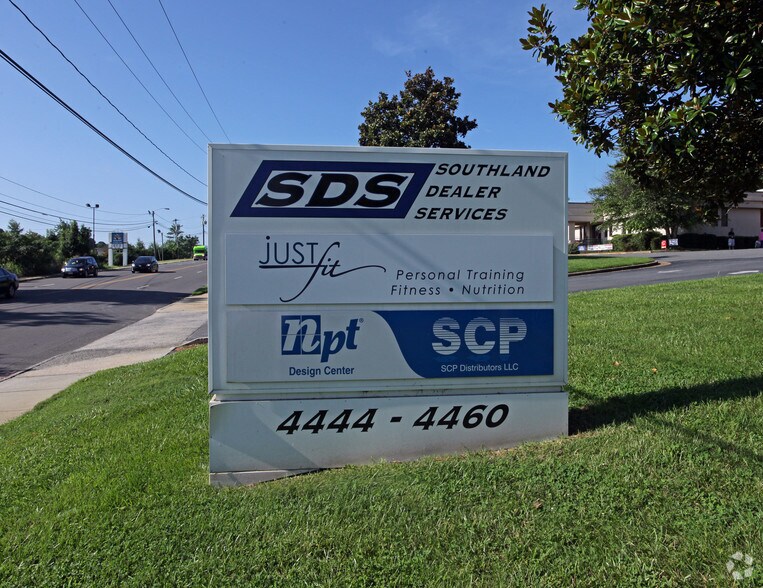 SDS SOUTHLAND
DEALER
SERVICES
JUST fit
Personal Training
Fitness • Nutrition
npt®
Design Center
SCP
SCP Distributors LLC
4444 - 4460